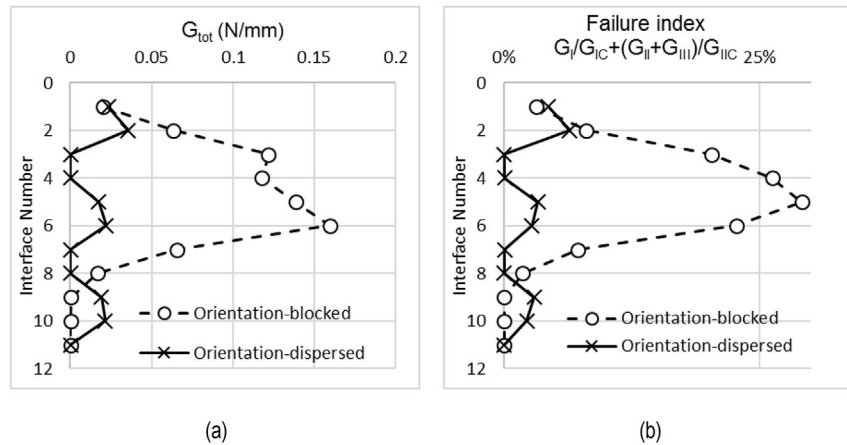 G_tot (N/mm)
0 0.05 0.1 0.15 0.2
0
2
4
6
8
10
12
Interface Number
Orientation-blocked
Orientation-dispersed
(a)
Failure index
G_I/G_IC+(G_II+G_III)/G_IIC
0% 25%
0
2
4
6
8
10
12
Interface Number
Orientation-blocked
Orientation-dispersed
(b)